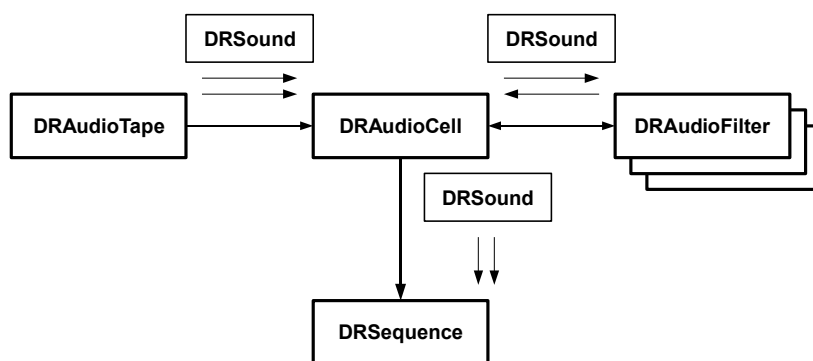 DRSound
DRSound
DRAudioTape
DRAudioCell
DRAudioFilter
DRSound
DRSequence